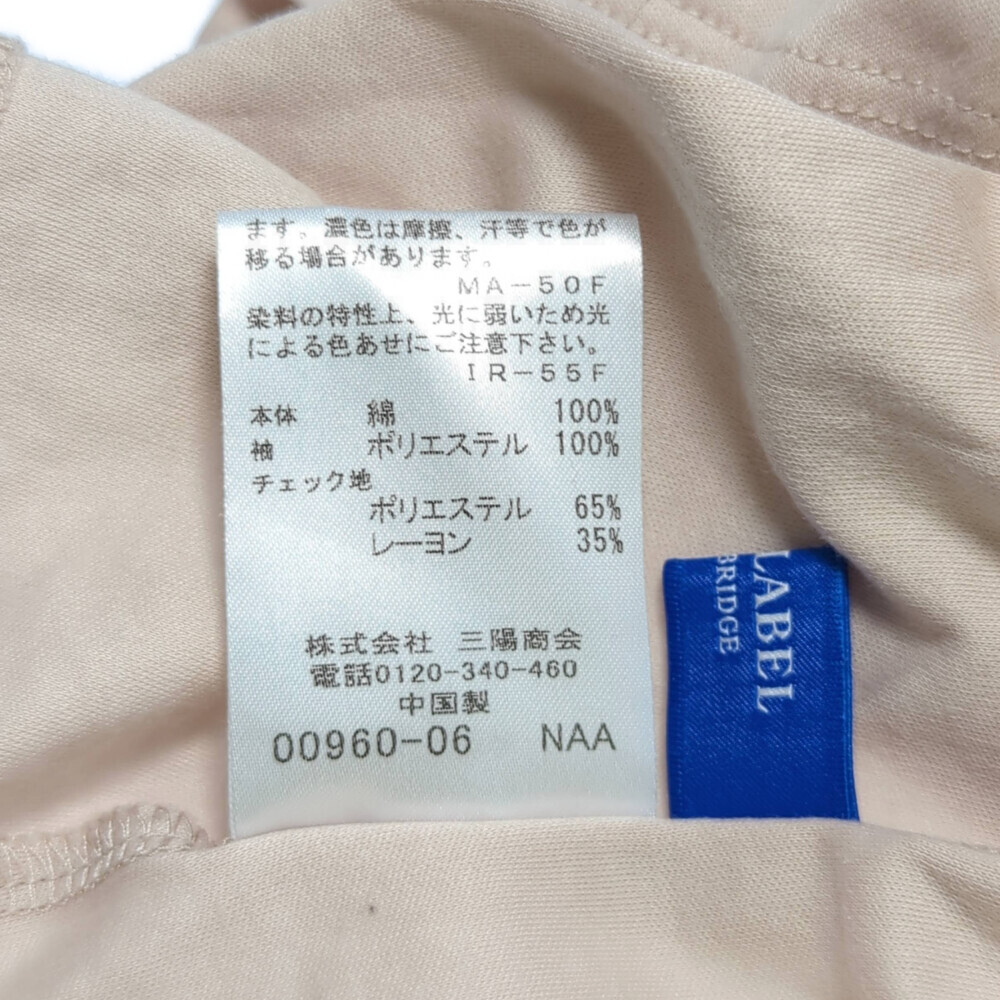 ます。濃色は摩擦、汗等で色が
移る場合があります。
MA-50F
染料の特性上、光に弱いため光
による色あせにご注意下さい。
IR-55F
本体 綿 100%
袖 ポリエステル 100%
チェック地
ポリエステル 65%
レーヨン 35%
株式会社 三陽商会
電話0120-340-460
中国製
00960-06 NAA
LABEL
BRIDGE